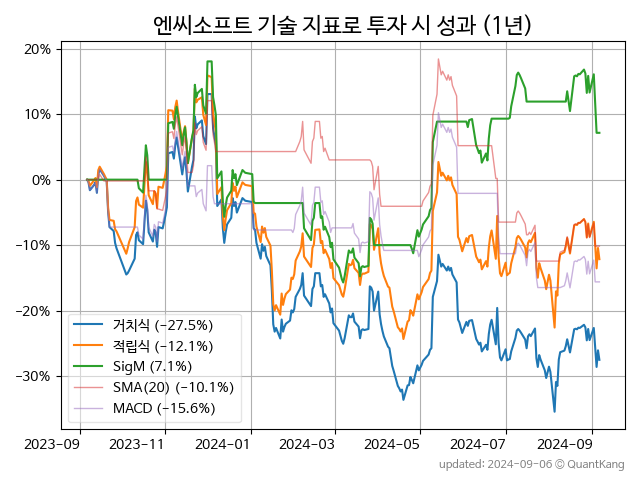 엔씨소프트 기술 지표로 투자 시 성과 (1년)
20%
10%
0%
−10%
−20%
−30%
거치식 (−27.5%)
적립식 (−12.1%)
SigM (7.1%)
SMA(20) (−10.1%)
MACD (−15.6%)
2023-09 2023-11 2024-01 2024-03 2024-05 2024-07 2024-09
updated: 2024-09-06 © QuantKang